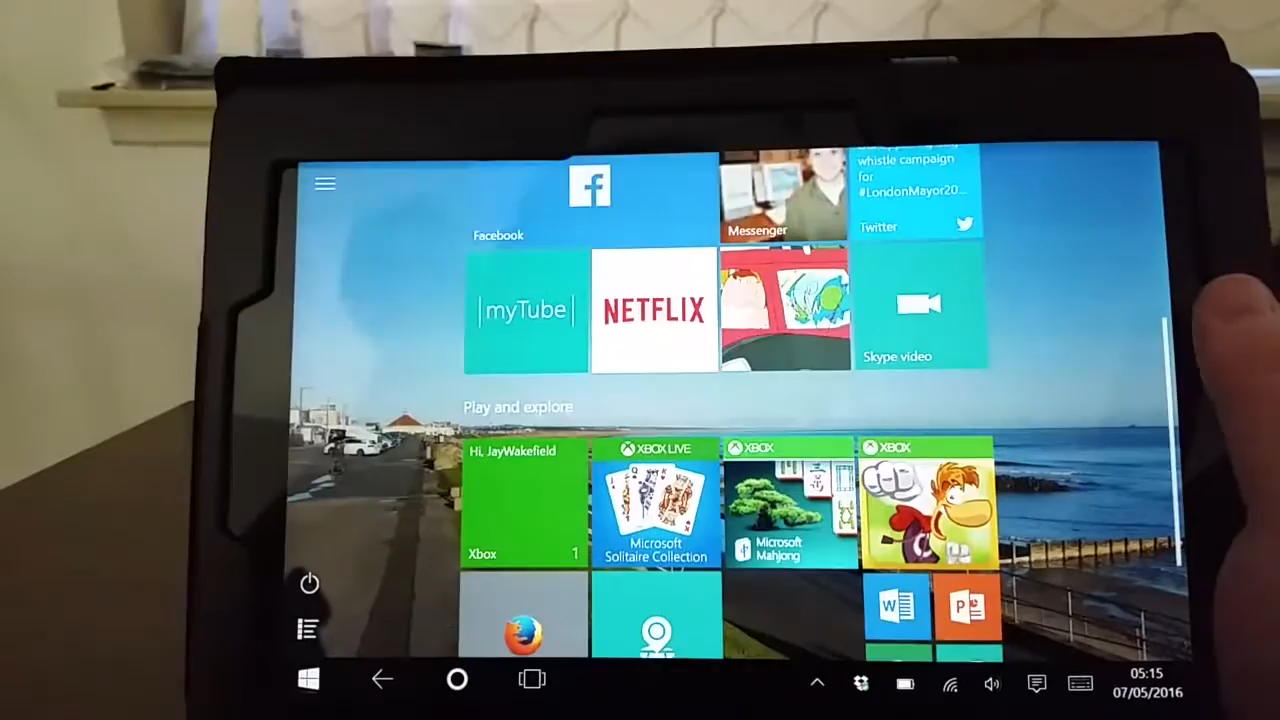 whistle campaign
for
#LondonMayor20...
Facebook
Messenger
Twitter
|myTube|
NETFLIX
Skype video
Play and explore
Hi, JayWakefield
XBOX LIVE
XBOX
XBOX
Microsoft
Solitaire Collection
Microsoft
Mahjong
Xbox
1
W
P
05:15
07/05/2016